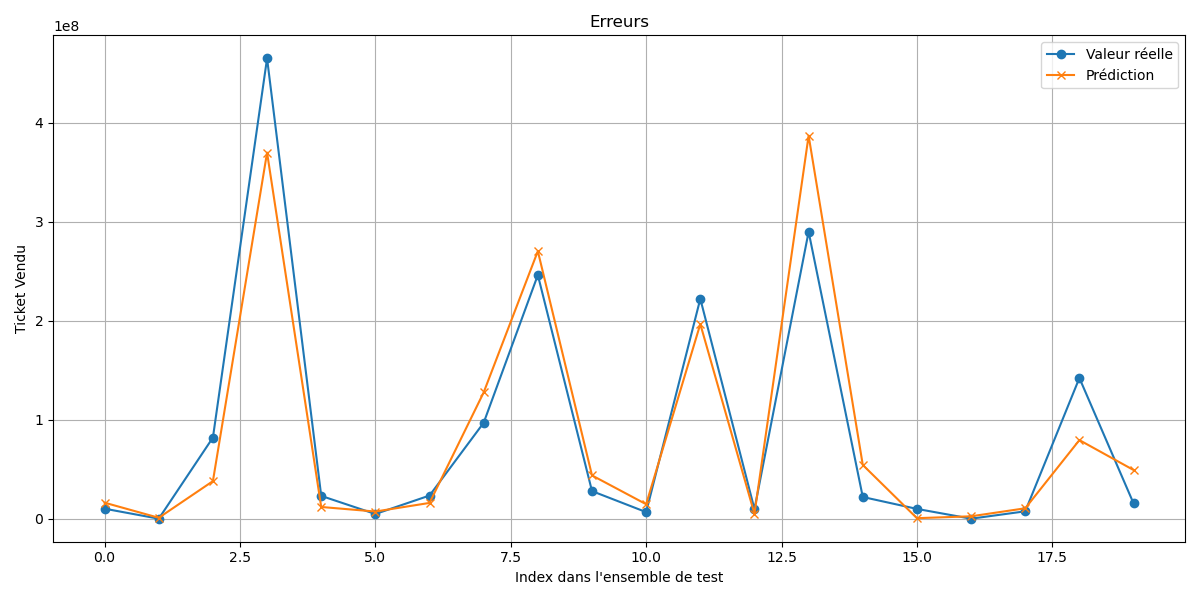 Erreurs
1e8
Valeur réelle
Prédiction
4
3
2
1
0
Ticket Vendu
0.0 2.5 5.0 7.5 10.0 12.5 15.0 17.5
Index dans l'ensemble de test